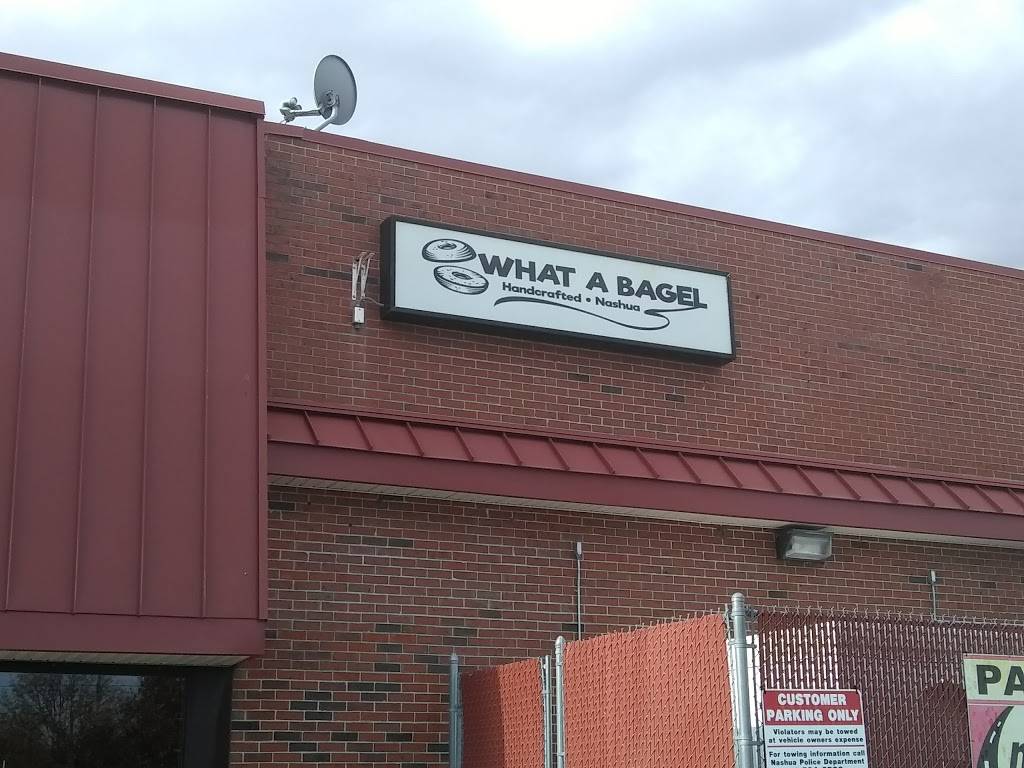 WHAT A BAGEL
Handcrafted • Nashua
CUSTOMER
PARKING ONLY
Violators may be towed
at vehicle owners expense
For towing information call
Nashua Police Department
PA